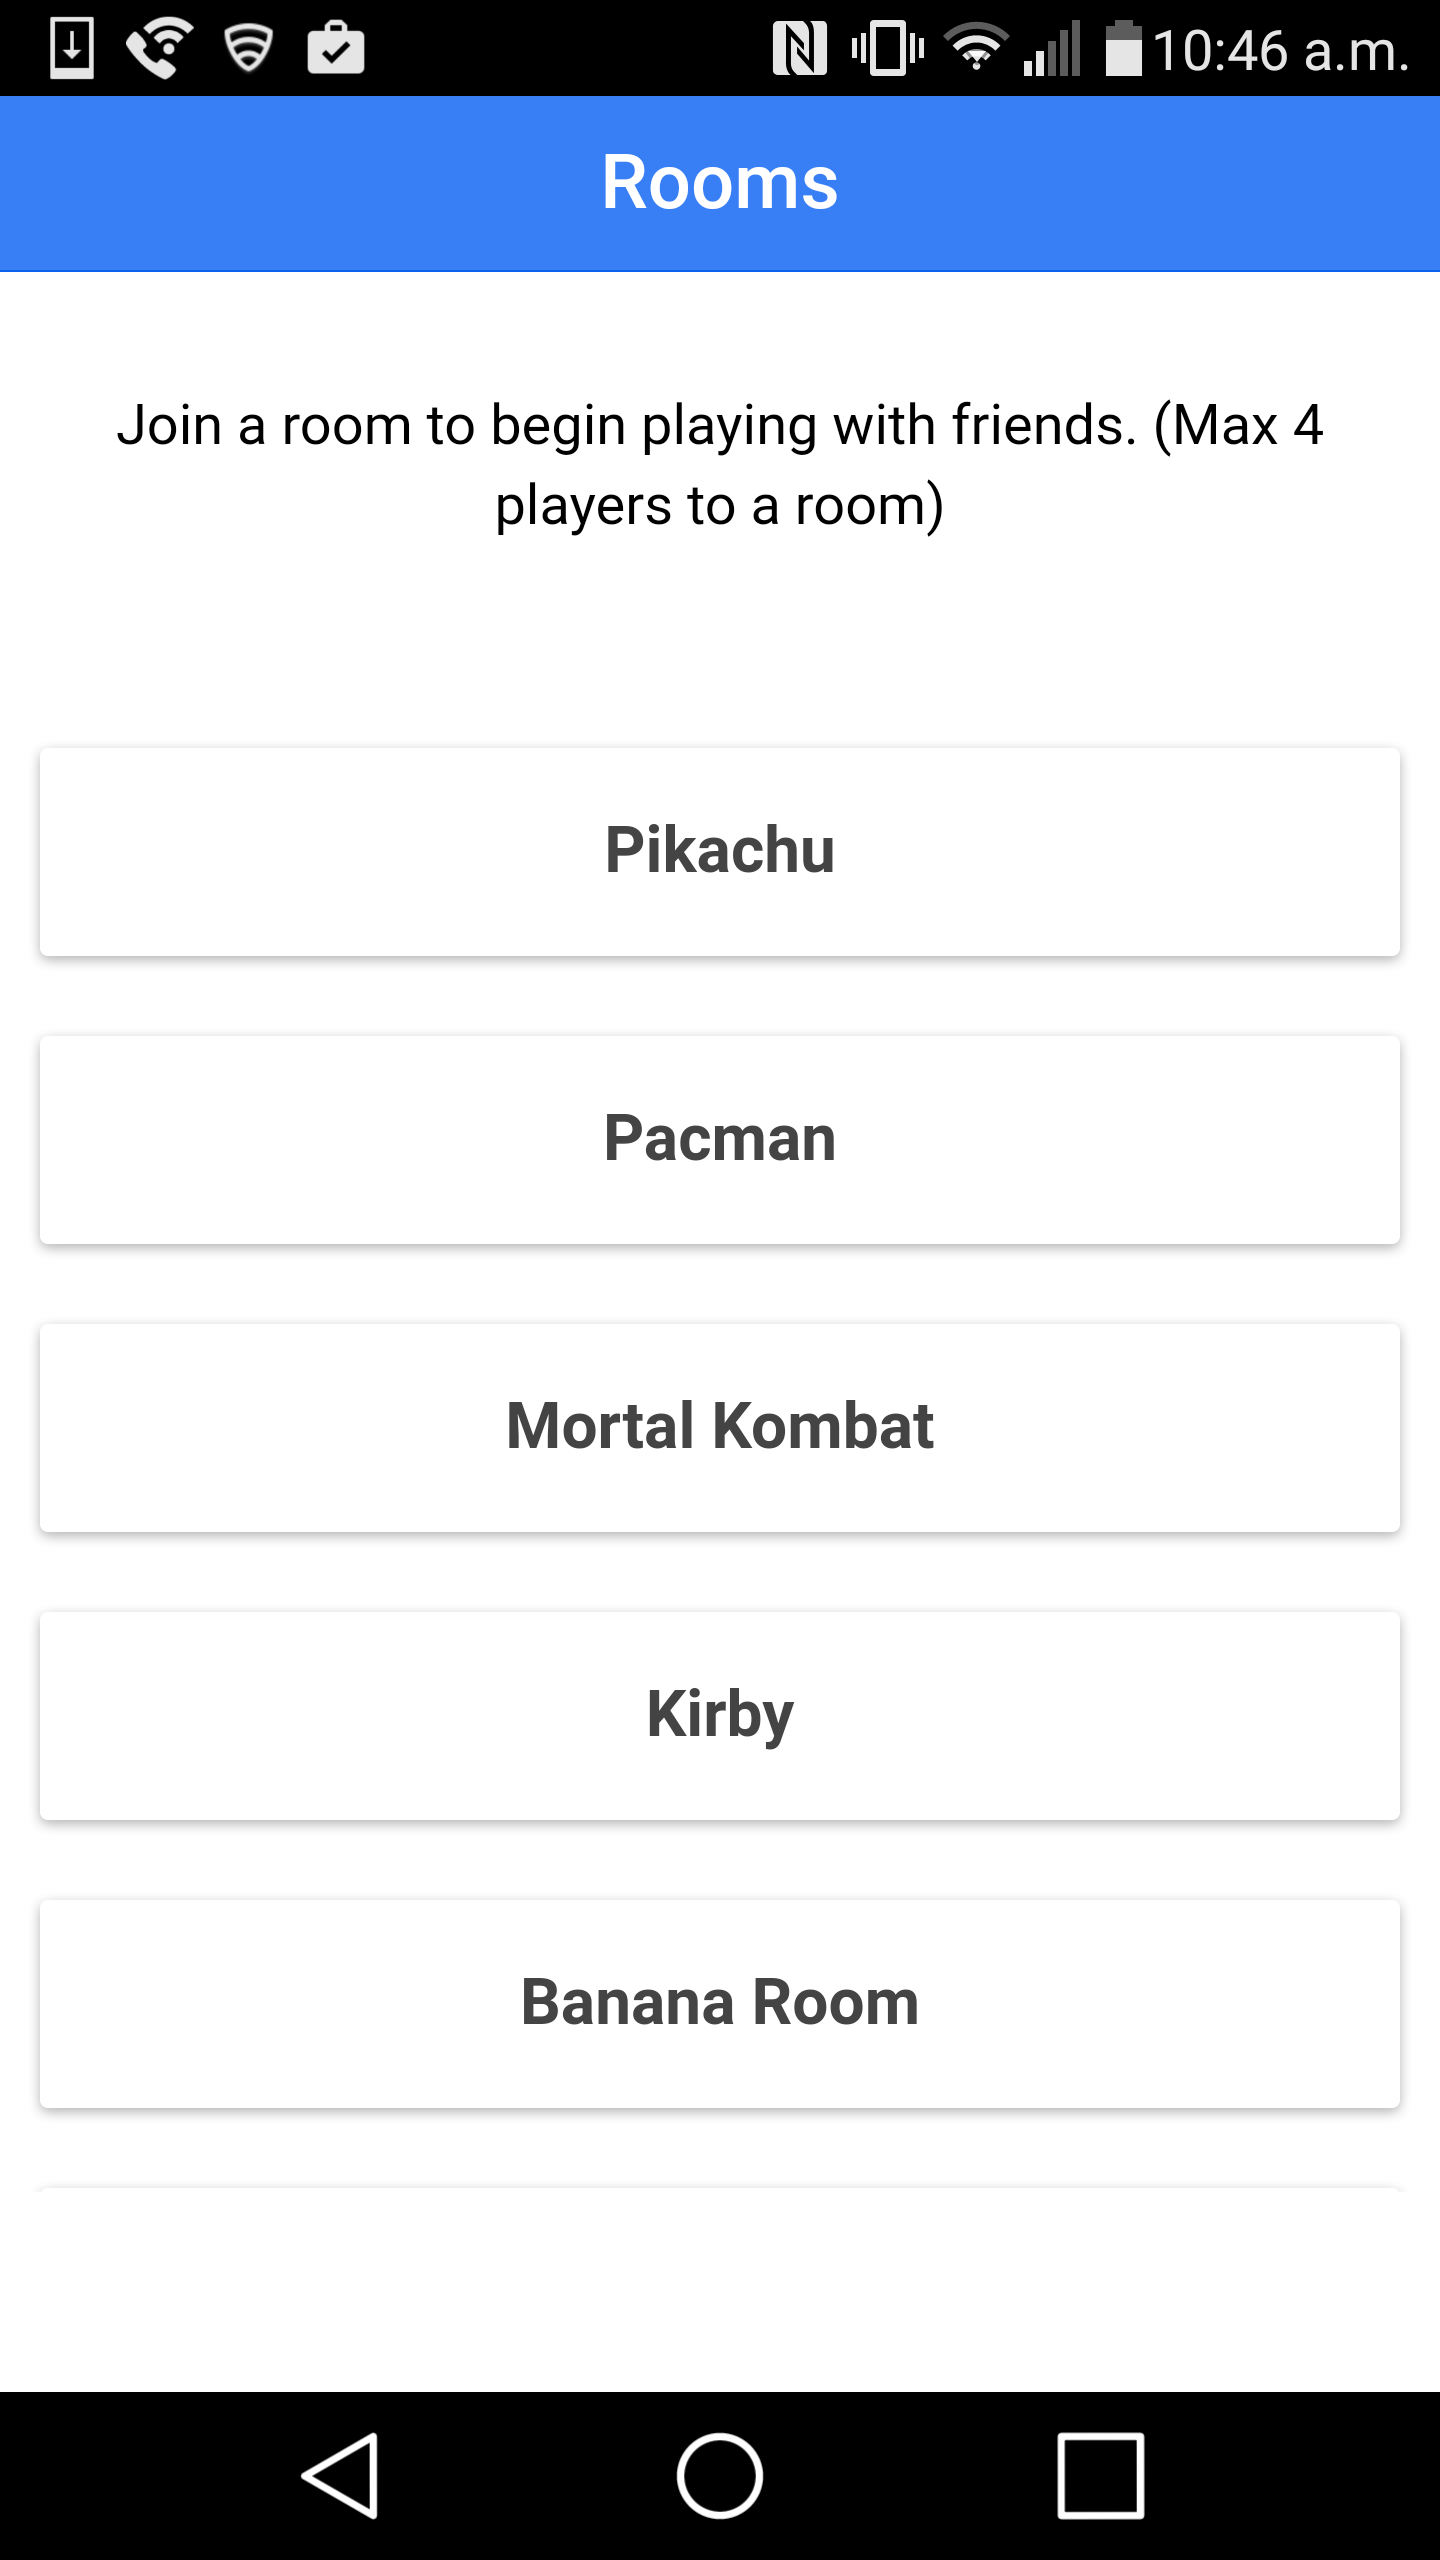 10:46 a.m.
Rooms
Join a room to begin playing with friends. (Max 4
players to a room)
Pikachu
Pacman
Mortal Kombat
Kirby
Banana Room